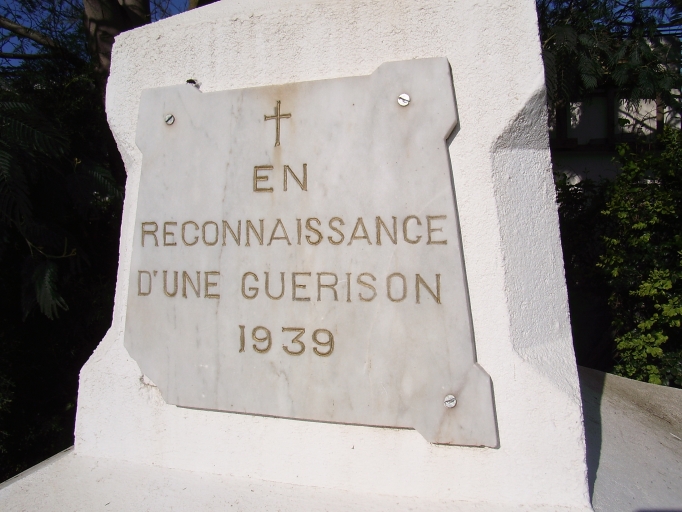 EN
RECONNAISSANCE
D'UNE GUERISON
1939